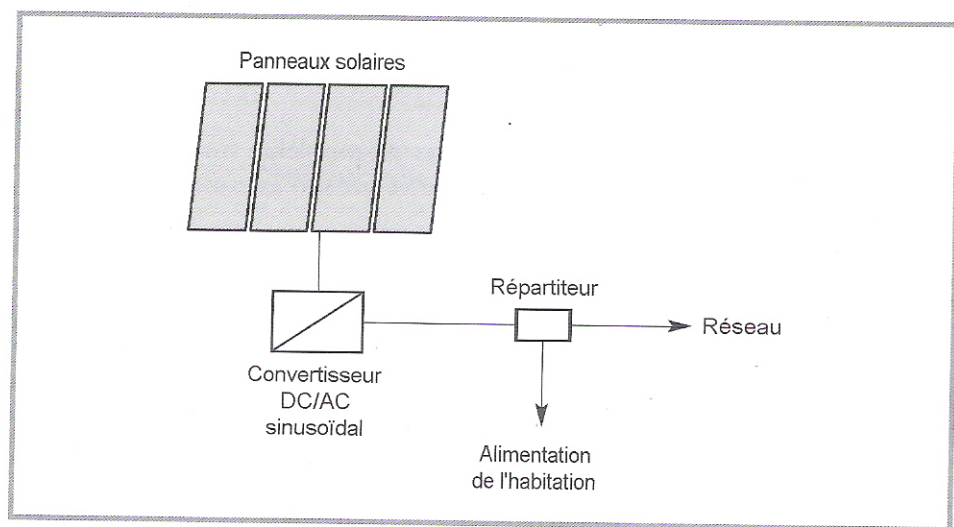 Panneaux solaires
Répartiteur
Réseau
Convertisseur
DC/AC
sinusoïdal
Alimentation
de l'habitation